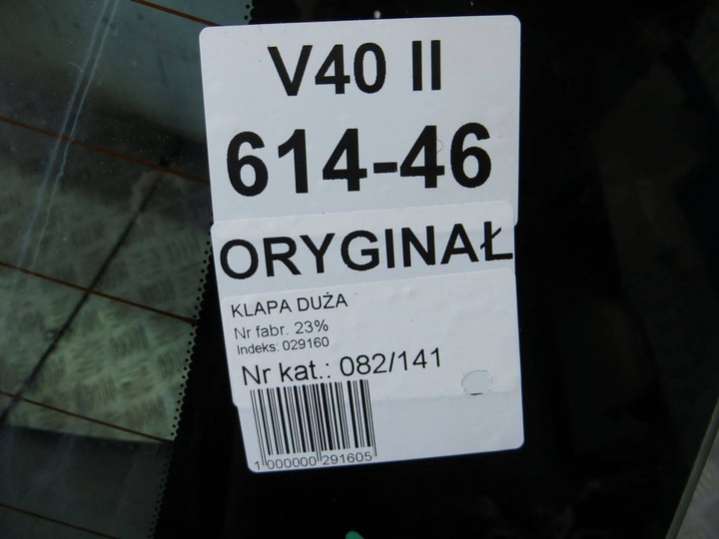 V40 II
614-46
ORYGINAŁ
KLAPA DUŻA
Nr fabr. 23%
Indeks: 029160
Nr kat.: 082/141
1 000000 291605